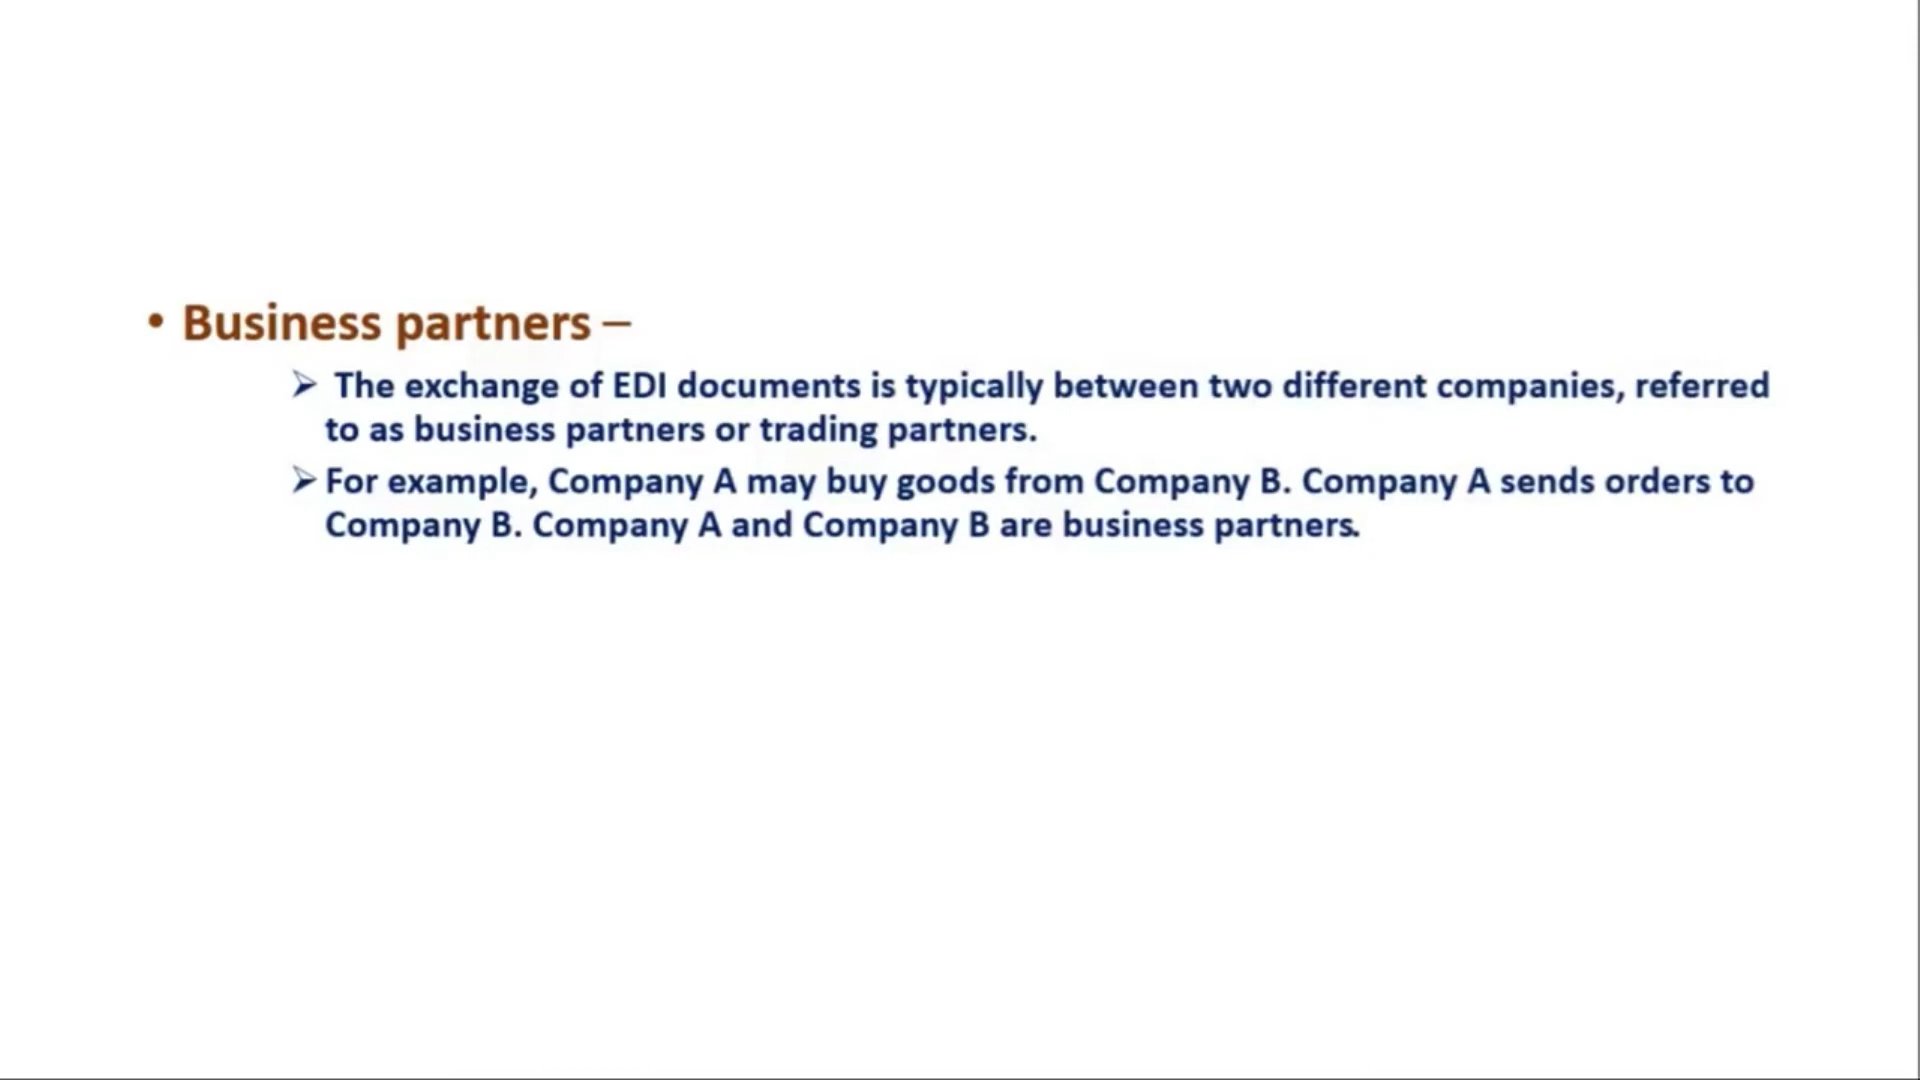 • Business partners –
➢ The exchange of EDI documents is typically between two different companies, referred
to as business partners or trading partners.
➢ For example, Company A may buy goods from Company B. Company A sends orders to
Company B. Company A and Company B are business partners.